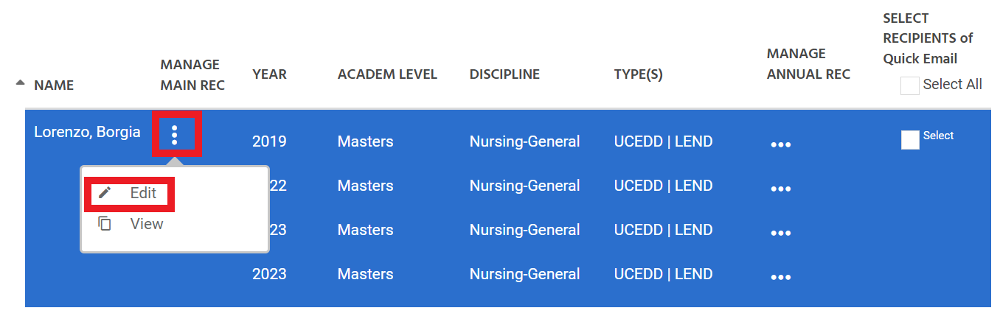 SELECT
RECIPIENTS of
Quick Email
Select All
NAME
MANAGE
MAIN REC
YEAR
ACADEM LEVEL
DISCIPLINE
TYPE(S)
MANAGE
ANNUAL REC
Lorenzo, Borgia
2019 Masters Nursing-General UCEDD | LEND
Select
Edit
22 Masters Nursing-General UCEDD | LEND
View
23 Masters Nursing-General UCEDD | LEND
2023 Masters Nursing-General UCEDD | LEND